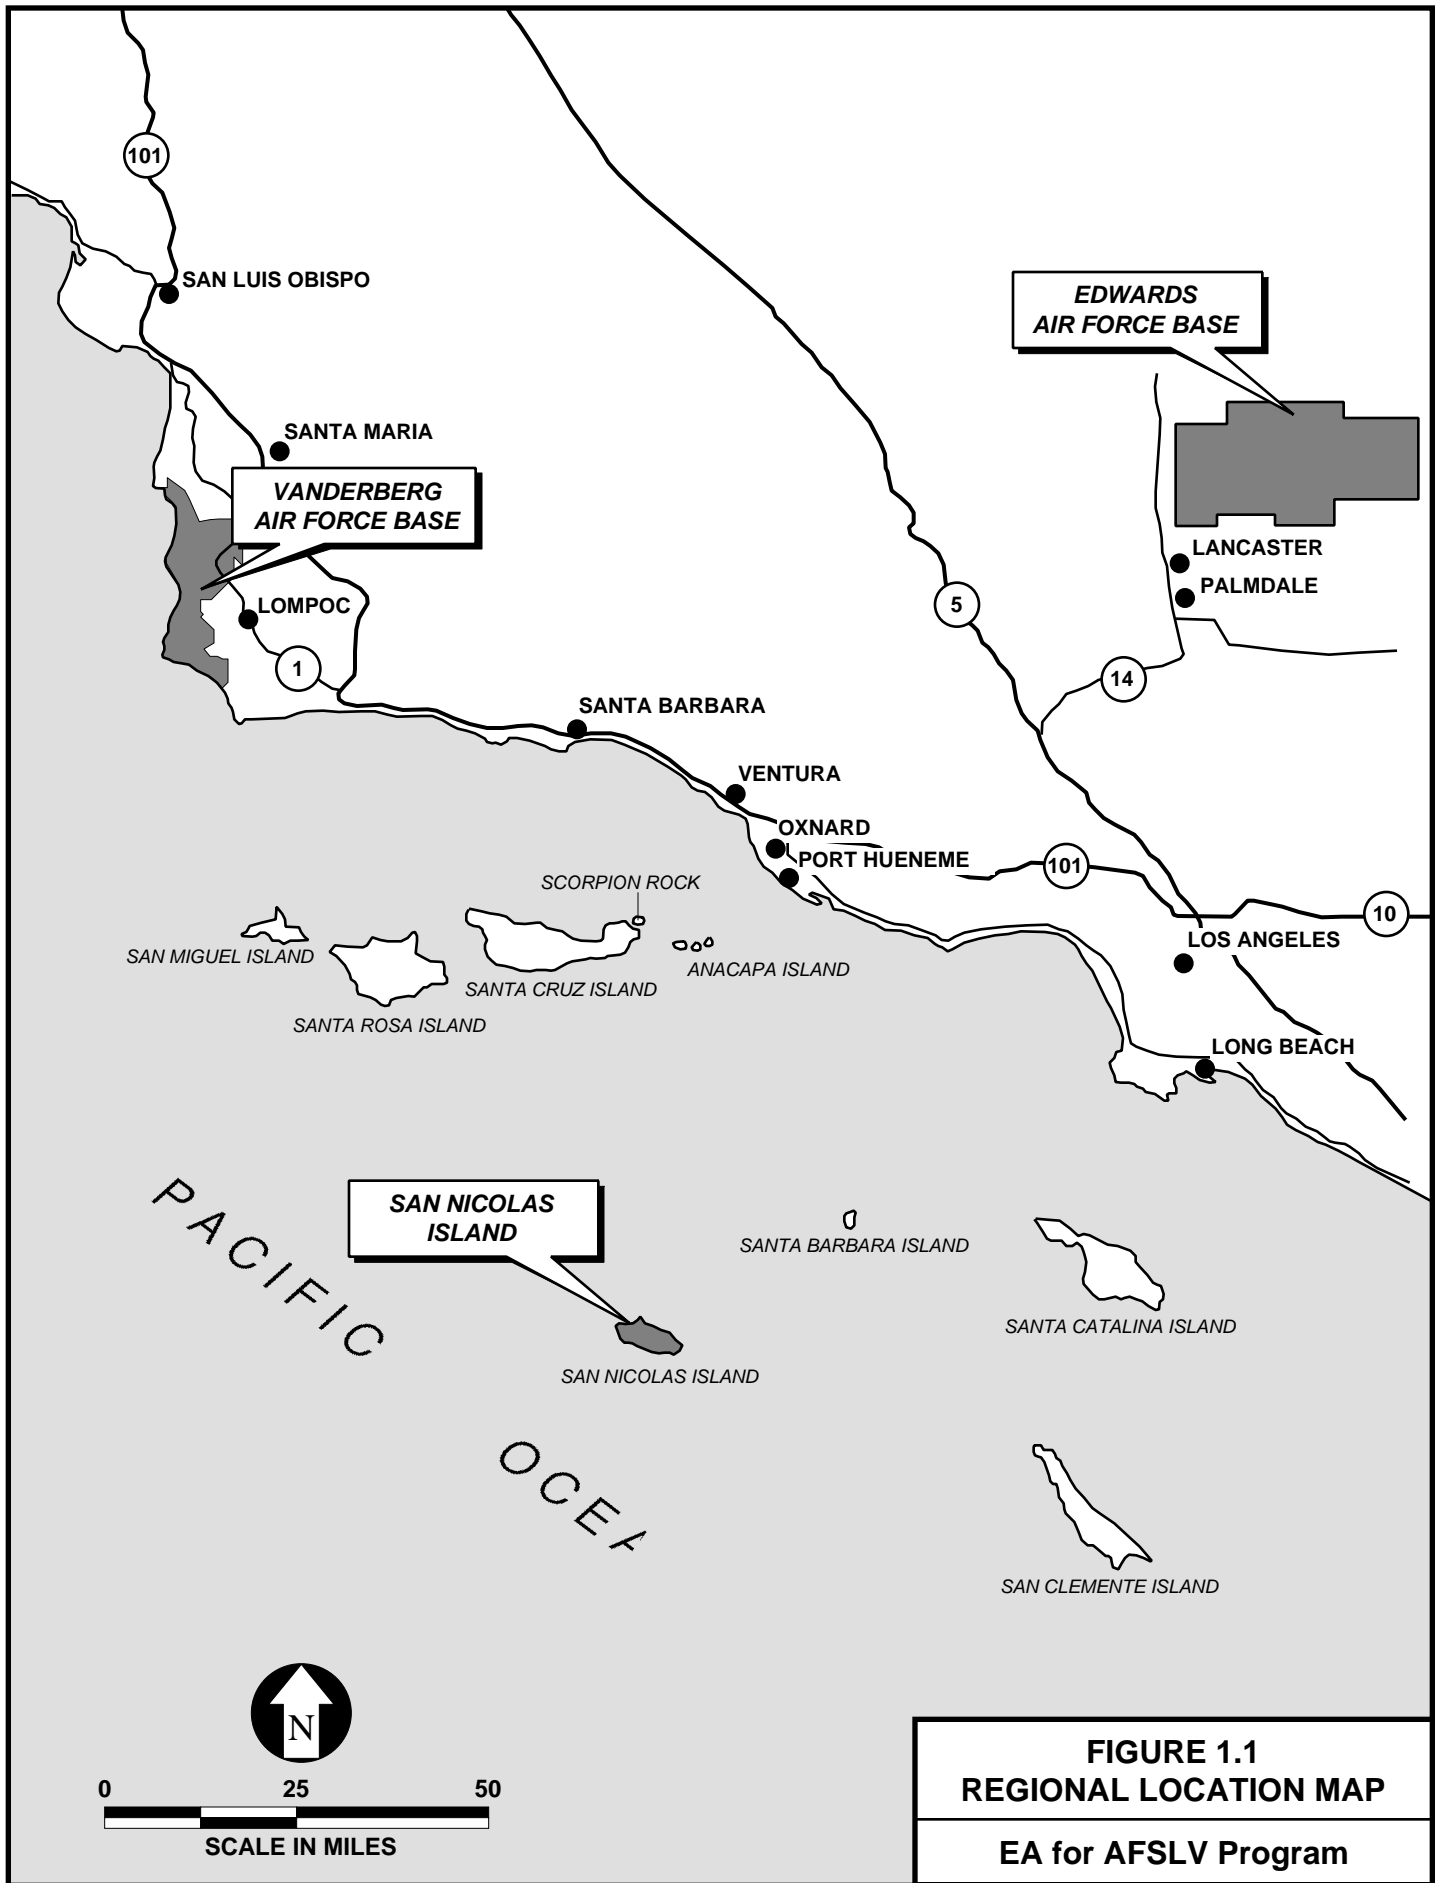 101
SAN LUIS OBISPO
EDWARDS
AIR FORCE BASE
SANTA MARIA
VANDERBERG
AIR FORCE BASE
LANCASTER
PALMDALE
5
LOMPOC
1
14
SANTA BARBARA
VENTURA
OXNARD
PORT HUENEME
101
SCORPION ROCK
10
LOS ANGELES
SAN MIGUEL ISLAND
ANACAPA ISLAND
SANTA CRUZ ISLAND
SANTA ROSA ISLAND
LONG BEACH
PACIFIC
SAN NICOLAS
ISLAND
SANTA BARBARA ISLAND
SANTA CATALINA ISLAND
SAN NICOLAS ISLAND
OCEA
SAN CLEMENTE ISLAND
N
0 25 50
SCALE IN MILES
FIGURE 1.1
REGIONAL LOCATION MAP
EA for AFSLV Program